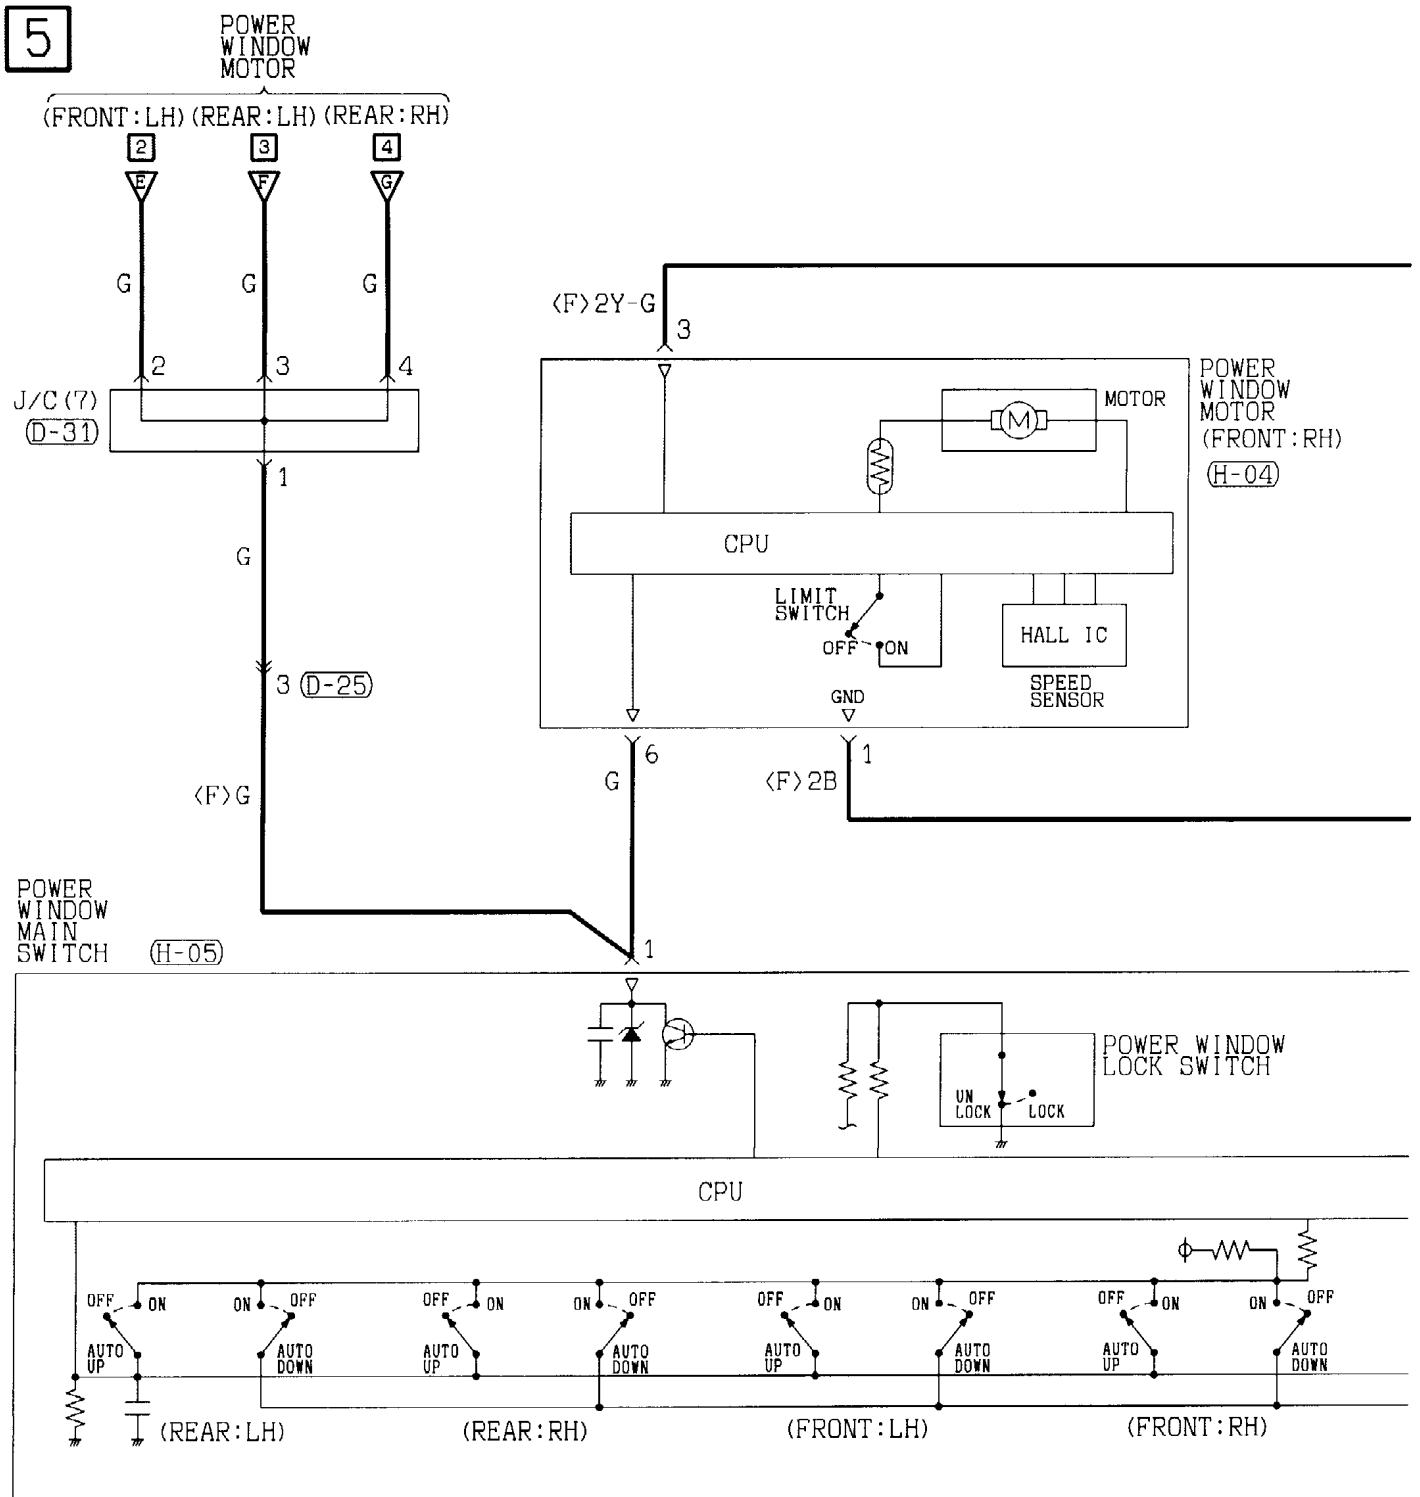 5
POWER
WINDOW
MOTOR
(FRONT:LH) (REAR:LH) (REAR:RH)
2 3 4
E F G
G G G
<F>2Y-G
3
2 3 4
J/C(7)
(D-31)
1
POWER
WINDOW
MOTOR
(FRONT:RH)
(H-04)
MOTOR
M
CPU
G
LIMIT
SWITCH
OFF ON
HALL IC
SPEED
SENSOR
GND
3 (D-25)
6
1
G
<F>2B
<F>G
POWER
WINDOW
MAIN
SWITCH (H-05)
1
POWER WINDOW
LOCK SWITCH
UN
LOCK LOCK
CPU
OFF ON ON OFF OFF ON ON OFF OFF ON ON OFF OFF ON ON OFF
AUTO AUTO AUTO AUTO AUTO AUTO AUTO AUTO
UP DOWN UP DOWN UP DOWN UP DOWN
(REAR:LH) (REAR:RH) (FRONT:LH) (FRONT:RH)